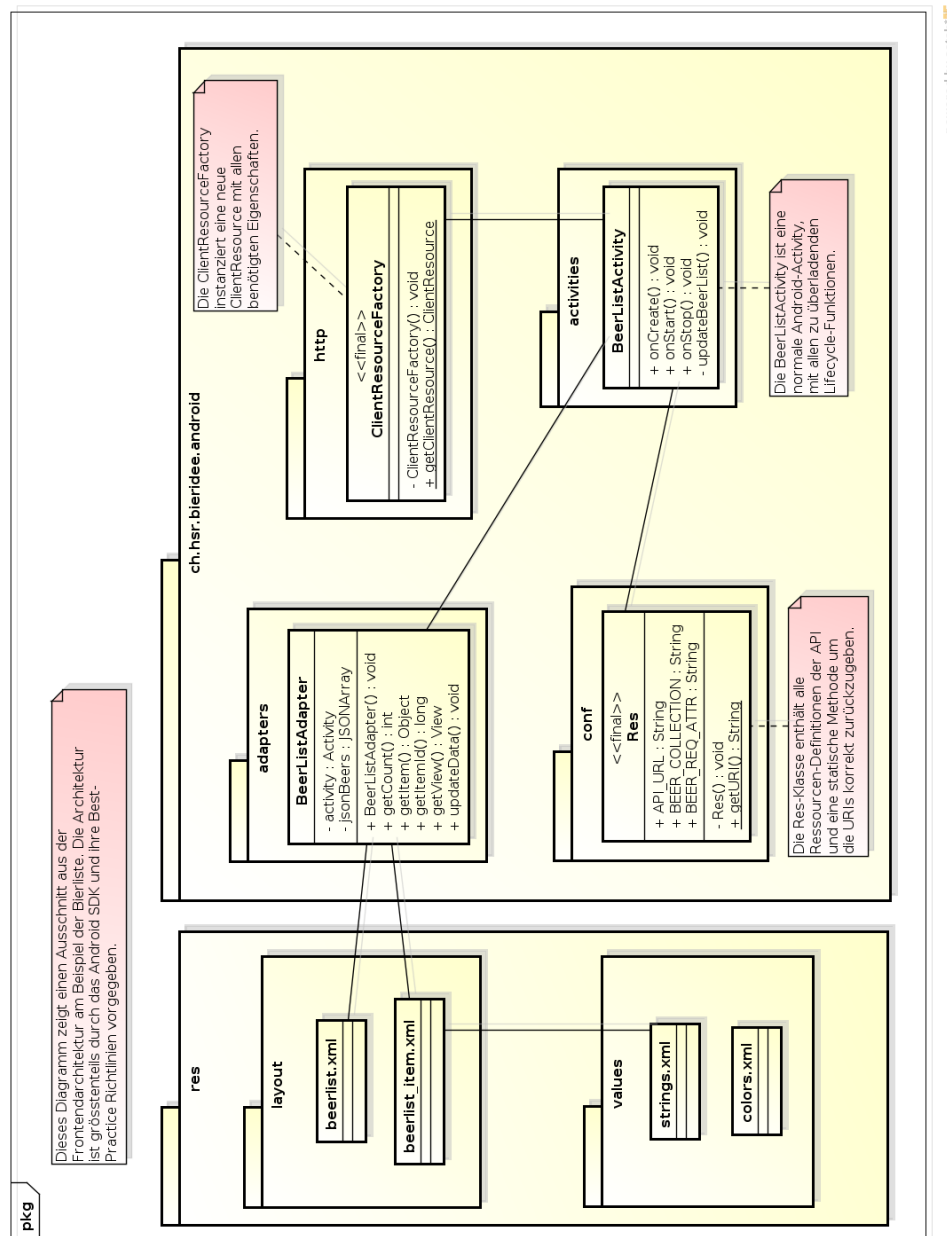 pkg
Dieses Diagramm zeigt einen Ausschnitt aus der
Frontendarchitektur am Beispiel der Bierliste. Die Architektur
ist grösstenteils durch das Android SDK und ihre Best-
Practice Richtlinien vorgegeben.
res
layout
beerlist.xml
beerlist_item.xml
values
strings.xml
colors.xml
ch.hsr.bieridee.android
adapters
BeerListAdapter
- activity : Activity
- jsonBeers : JSONArray
+ BeerListAdapter() : void
+ getCount() : int
+ getItem() : Object
+ getItemId() : long
+ getView() : View
+ updateData() : void
http
<<final>>
ClientResourceFactory
- ClientResourceFactory() : void
+ getClientResource() : ClientResource
Die ClientResourceFactory
instanziert eine neue
ClientResource mit allen
benötigten Eigenschaften.
conf
<<final>>
Res
+ API_URL : String
+ BEER_COLLECTION : String
+ BEER_REQ_ATTR : String
- Res() : void
+ getURI() : String
Die Res-Klasse enthält alle
Ressourcen-Definitionen der API
und eine statische Methode um
die URIs korrekt zurückzugeben.
activities
BeerListActivity
+ onCreate() : void
+ onStart() : void
+ onStop() : void
- updateBeerList() : void
Die BeerListActivity ist eine
normale Android-Activity,
mit allen zu überladenden
Lifecycle-Funktionen.